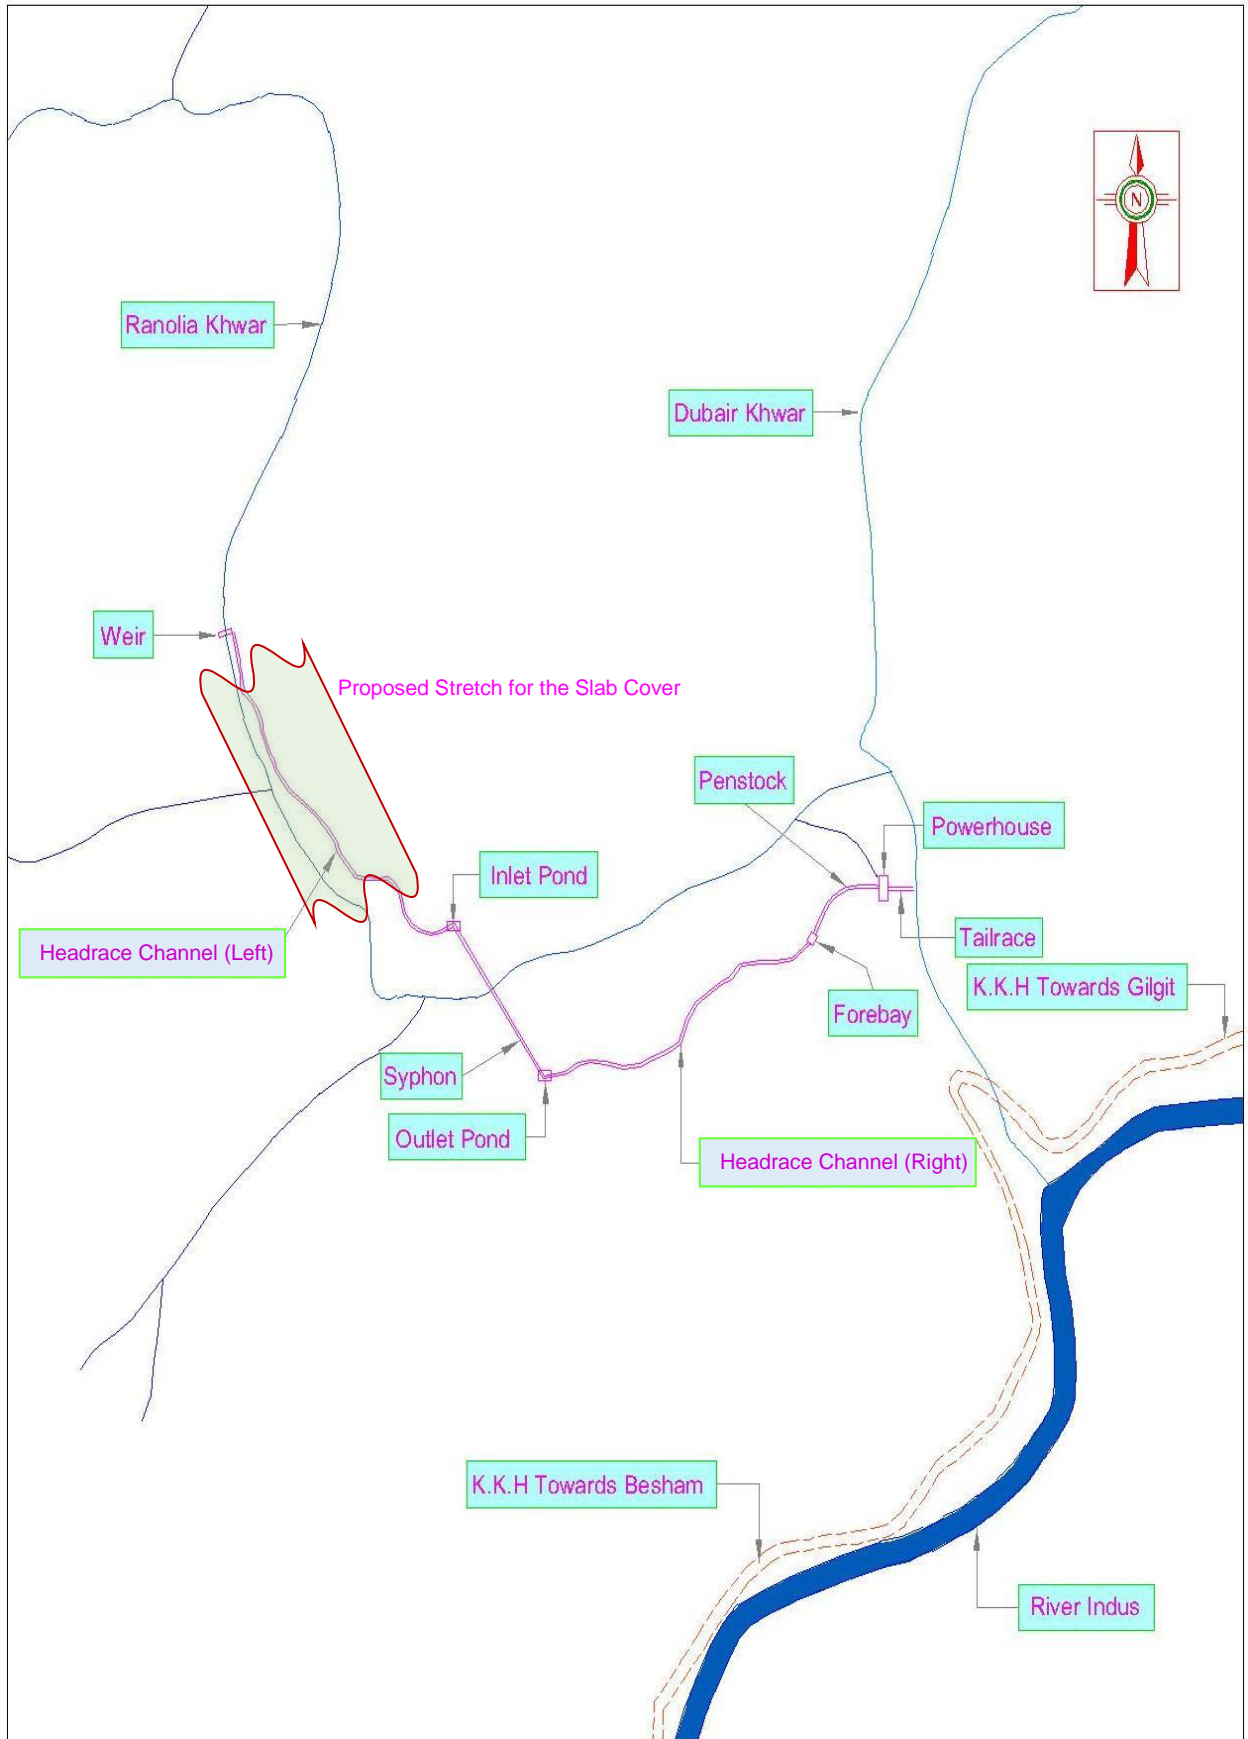 N
Ranolia Khwar
Dubair Khwar
Weir
Proposed Stretch for the Slab Cover
Penstock
Powerhouse
Inlet Pond
Headrace Channel (Left)
Tailrace
K.K.H Towards Gilgit
Forebay
Syphon
Outlet Pond
Headrace Channel (Right)
K.K.H Towards Besham
River Indus